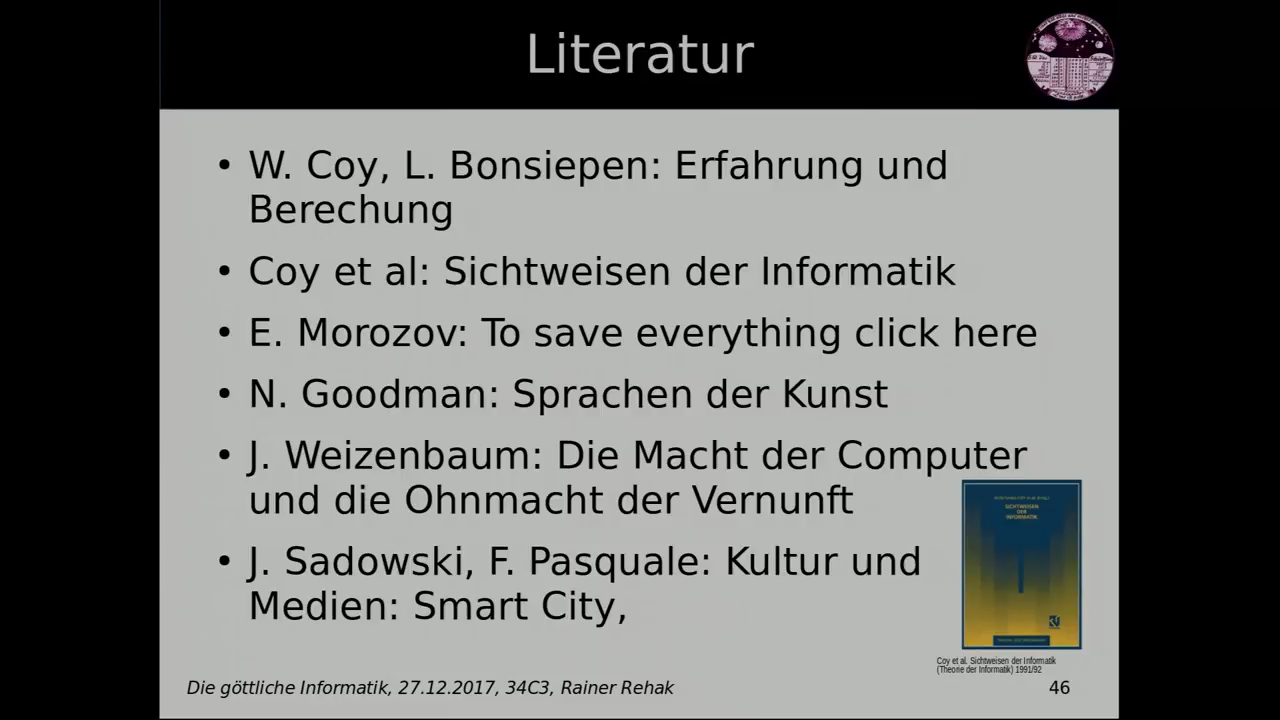 Literatur
• W. Coy, L. Bonsiepen: Erfahrung und
Berechung
• Coy et al: Sichtweisen der Informatik
• E. Morozov: To save everything click here
• N. Goodman: Sprachen der Kunst
• J. Weizenbaum: Die Macht der Computer
und die Ohnmacht der Vernunft
• J. Sadowski, F. Pasquale: Kultur und
Medien: Smart City,
SICHTWEISEN
DER
INFORMATIK
Coy et al. Sichtweisen der Informatik
(Theorie der Informatik) 1991/92
Die göttliche Informatik, 27.12.2017, 34C3, Rainer Rehak
46